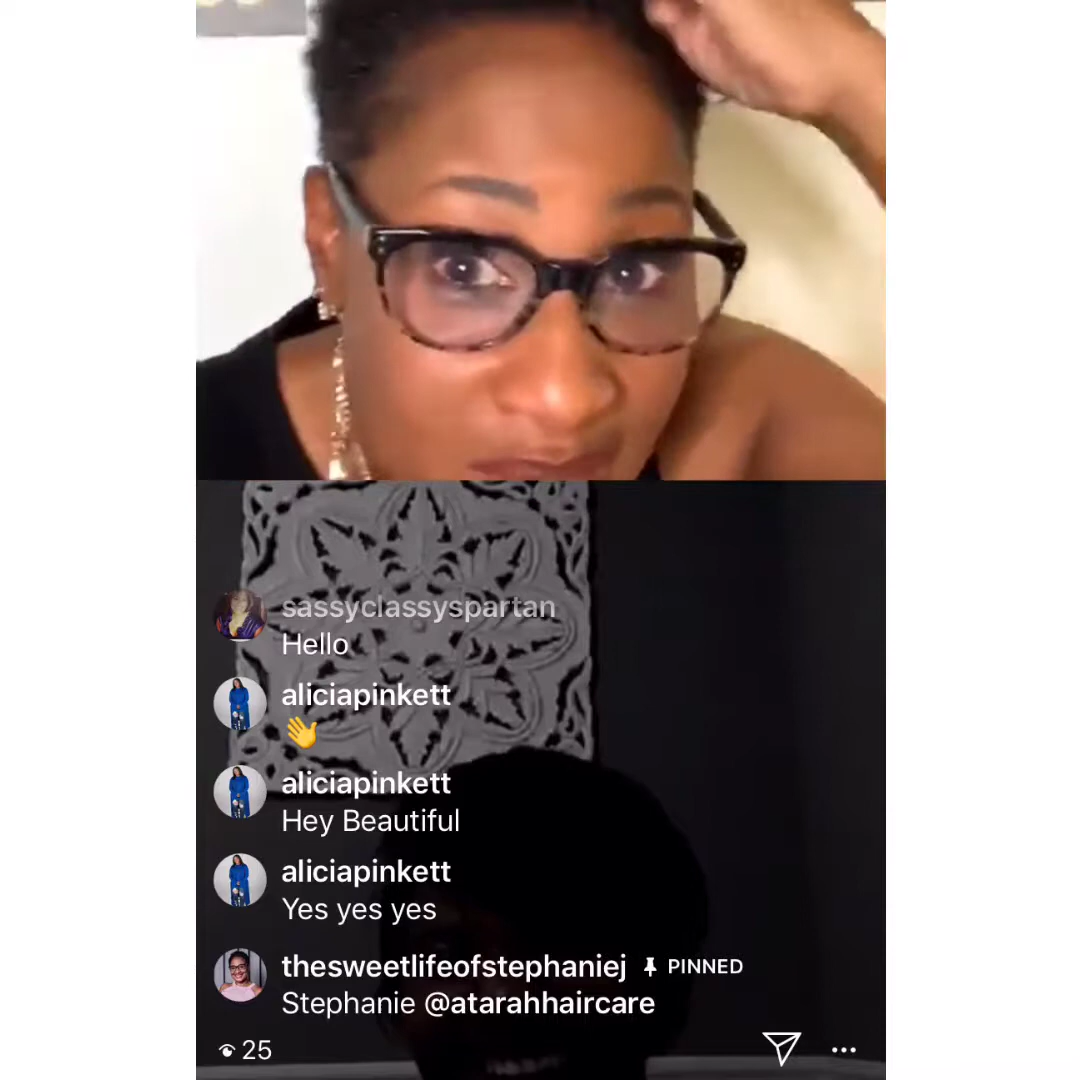 sassyclassyspartan
Hello
aliciapinkett
👋
aliciapinkett
Hey Beautiful
aliciapinkett
Yes yes yes
thesweetlifeofstephaniej PINNED
Stephanie @atarahhaircare
25